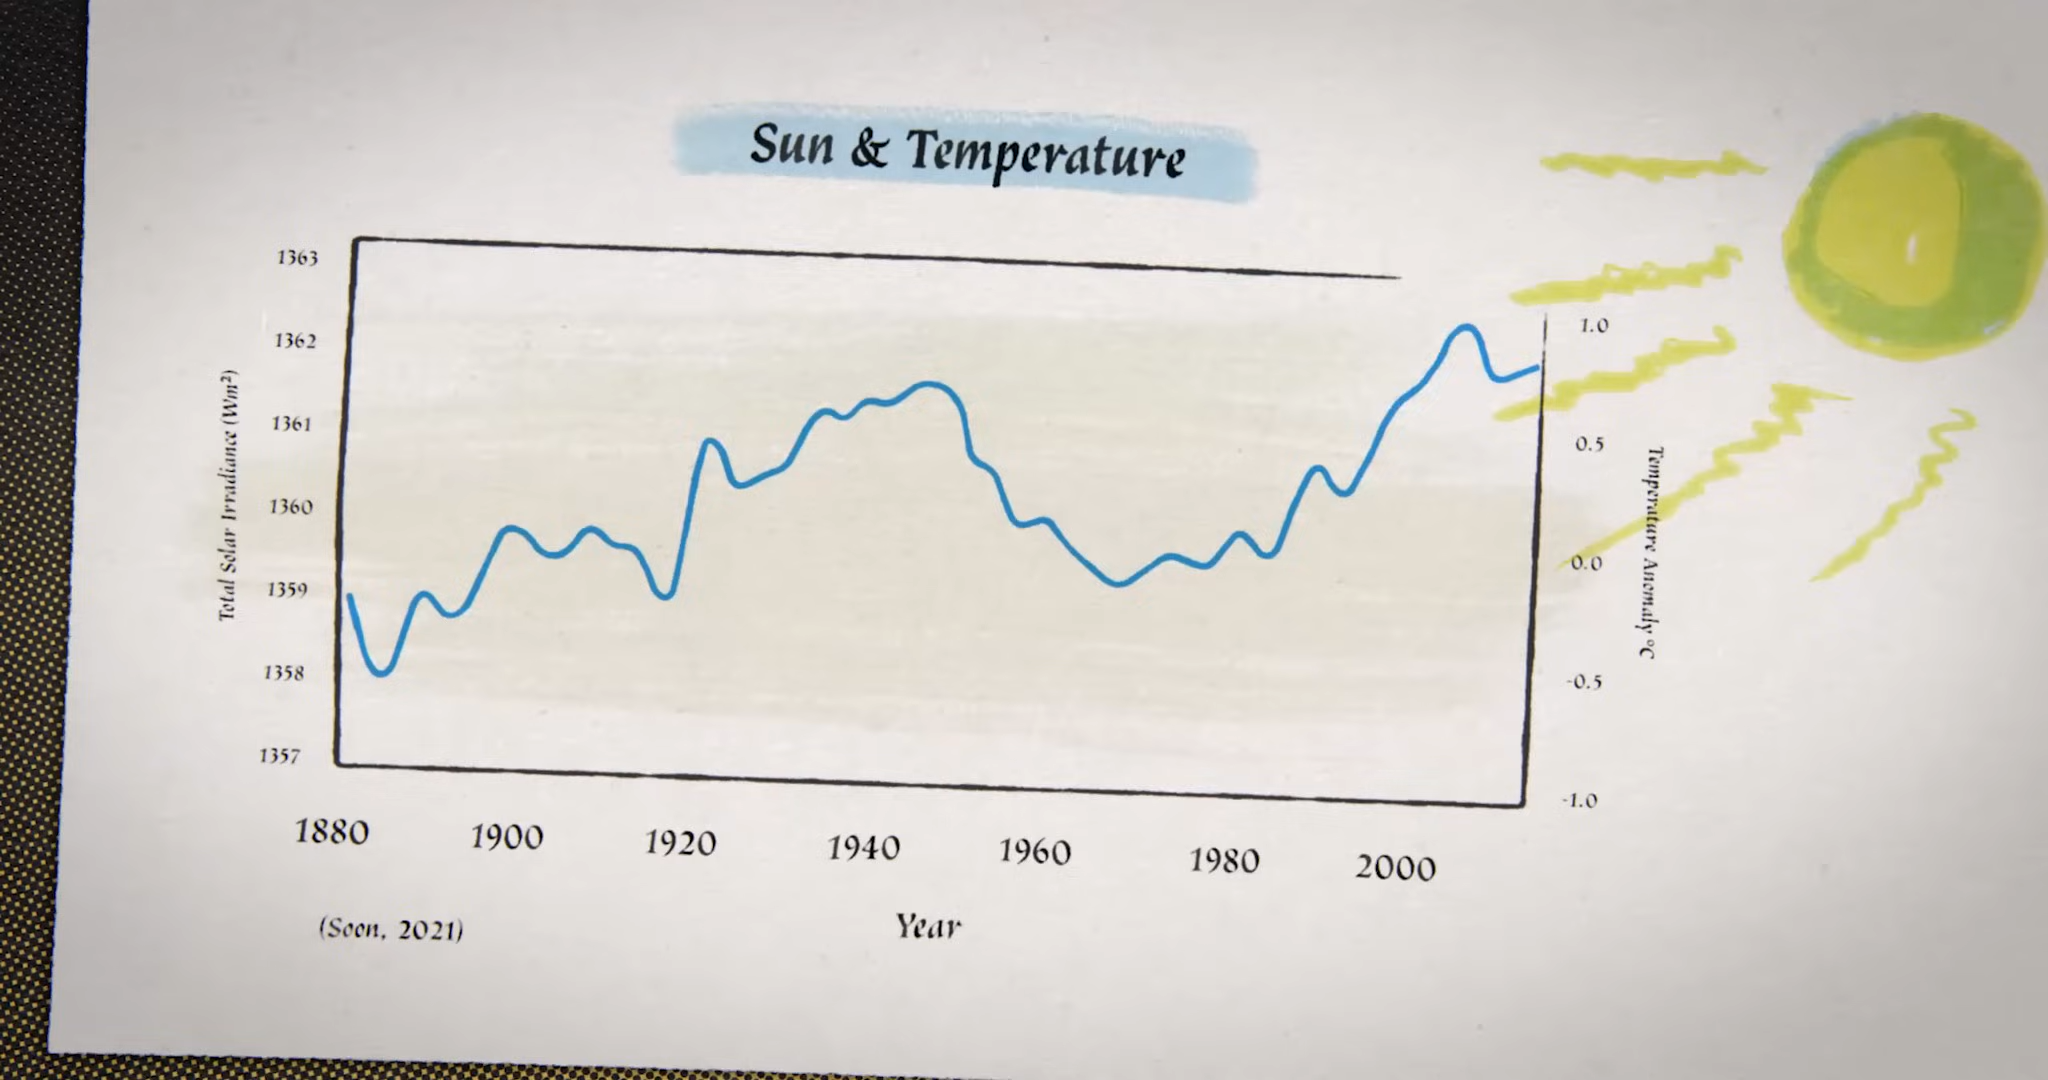 Sun & Temperature
1363
1362
1361
1360
1359
1358
1357
Total Solar Irradiance (Wm²)
1.0
0.5
0.0
-0.5
-1.0
Temperature Anomaly °C
1880 1900 1920 1940 1960 1980 2000
(Soon, 2021)
Year